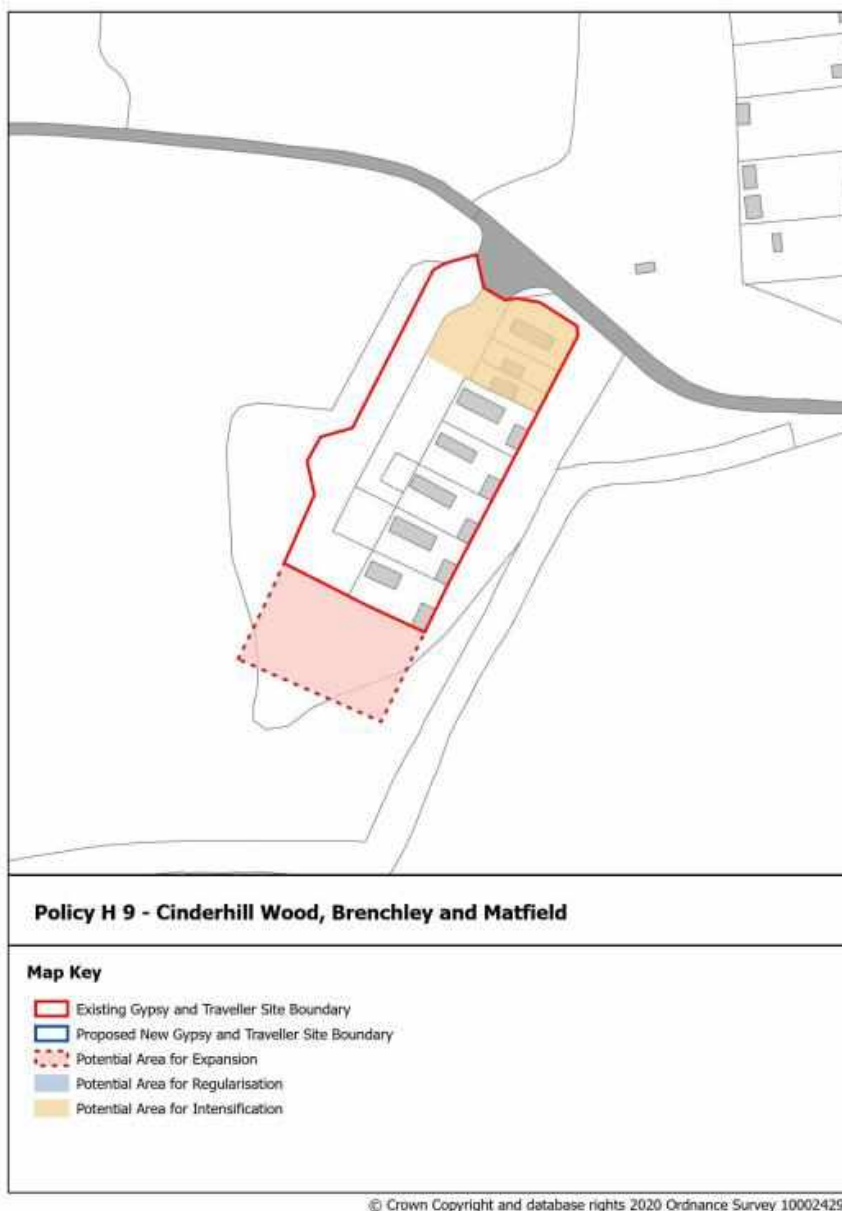 Policy H 9 - Cinderhill Wood, Brenchley and Matfield
Map Key
Existing Gypsy and Traveller Site Boundary
Proposed New Gypsy and Traveller Site Boundary
Potential Area for Expansion
Potential Area for Regularisation
Potential Area for Intensification
© Crown Copyright and database rights 2020 Ordnance Survey 10002429